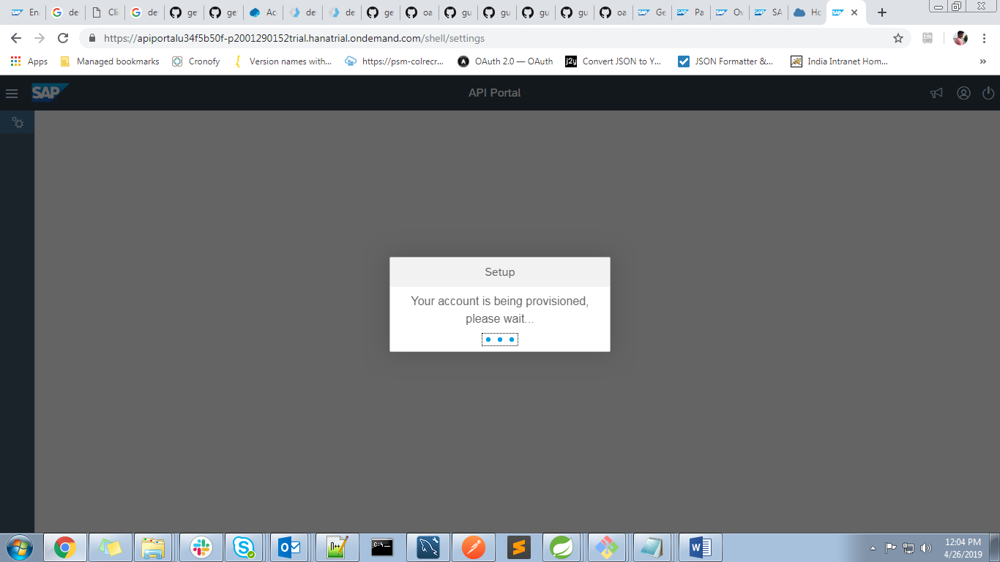 En
de
Cli
de
ge
ge
Ac
de
de
ge
oa
gu
gu
gu
gu
oa
Ge
Pa
Ov
SA
Ho
https://apiportalu34f5b50f-p2001290152trial.hanatrial.ondemand.com/shell/settings
Apps
Managed bookmarks
Cronofy
Version names with...
https://psm-colrecr...
OAuth 2.0 — OAuth
Convert JSON to Y...
JSON Formatter &...
India Intranet Hom...
SAP
API Portal
Setup
Your account is being provisioned,
please wait...
12:04 PM
4/26/2019